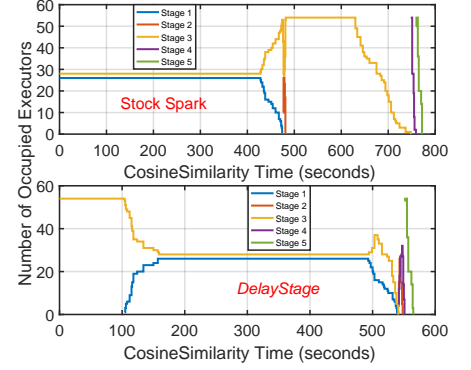 Number of Occupied Executors
60
50
40
30
20
10
0
Stage 1
Stage 2
Stage 3
Stage 4
Stage 5
Stock Spark
0 100 200 300 400 500 600 700 800
CosineSimilarity Time (seconds)
60
40
20
0
Stage 1
Stage 2
Stage 3
Stage 4
Stage 5
DelayStage
0 100 200 300 400 500 600
CosineSimilarity Time (seconds)